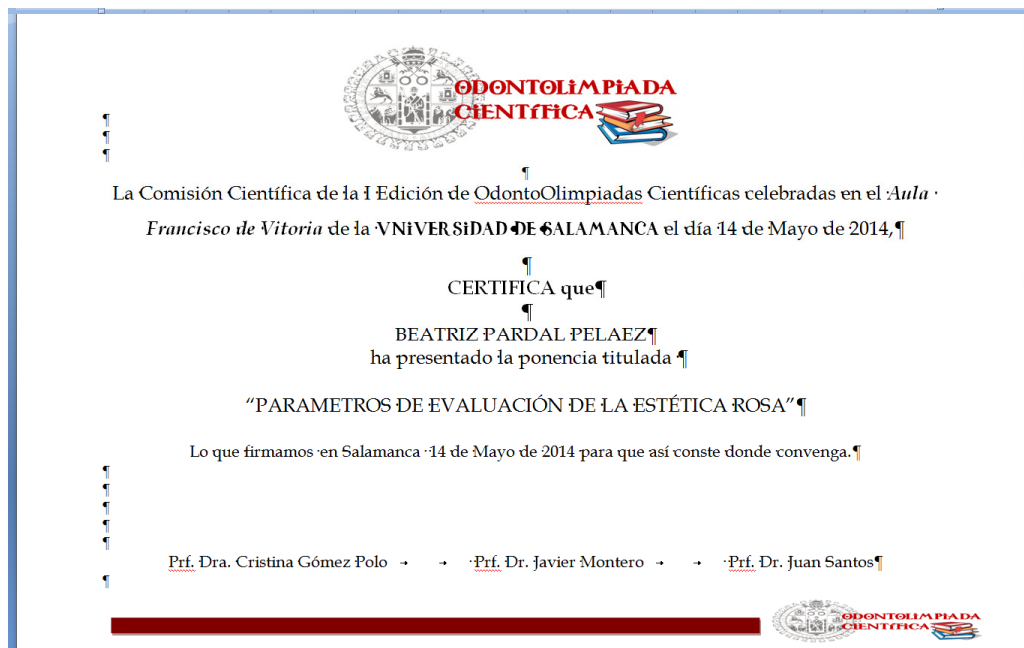 ODONTOLiMPiADA
CiENTíFiCA
La Comisión Científica de la I Edición de OdontoOlimpiadas Científicas celebradas en el Aula
Francisco de Vitoria de la VNiVERSiDAD DE SALAMANCA el día 14 de Mayo de 2014,
CERTIFICA que
BEATRIZ PARDAL PELAEZ
ha presentado la ponencia titulada
“PARAMETROS DE EVALUACIÓN DE LA ESTÉTICA ROSA”
Lo que firmamos en Salamanca 14 de Mayo de 2014 para que así conste donde convenga.
Prf. Dra. Cristina Gómez Polo Prf. Dr. Javier Montero Prf. Dr. Juan Santos
ODONTOLiMPiADA
CiENTíFiCA